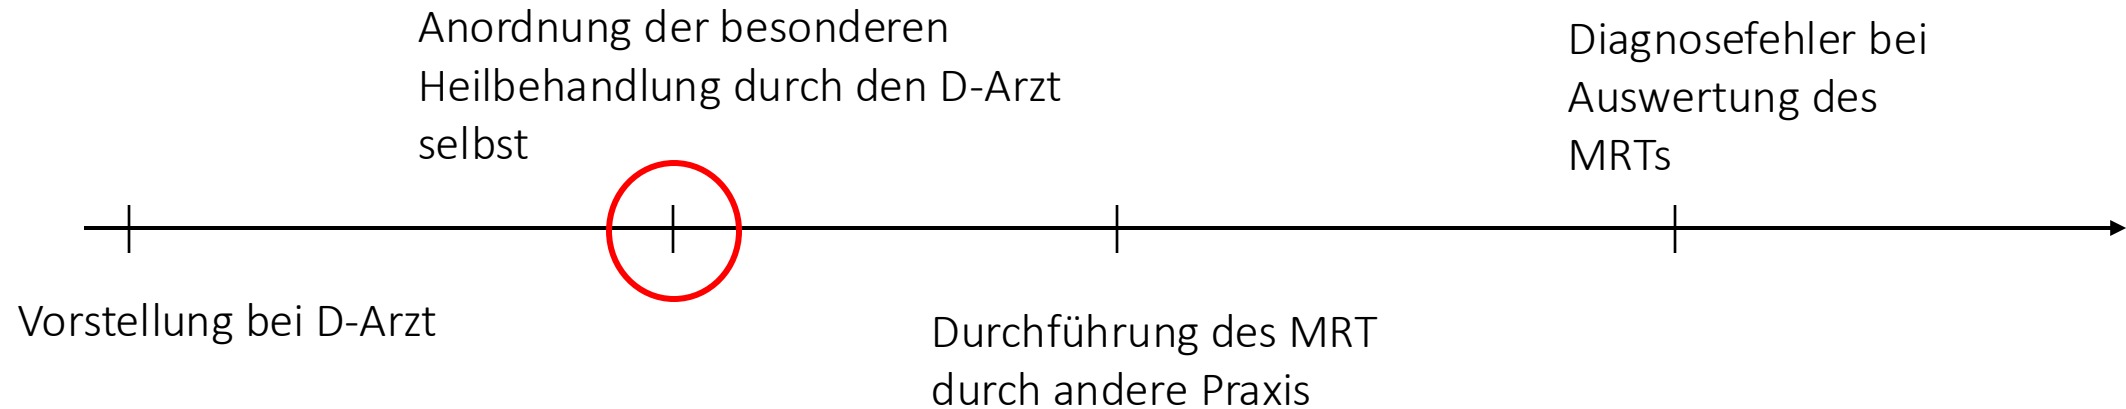 Anordnung der besonderen
Heilbehandlung durch den D-Arzt
selbst
Diagnosefehler bei
Auswertung des
MRTs
Vorstellung bei D-Arzt
Durchführung des MRT
durch andere Praxis